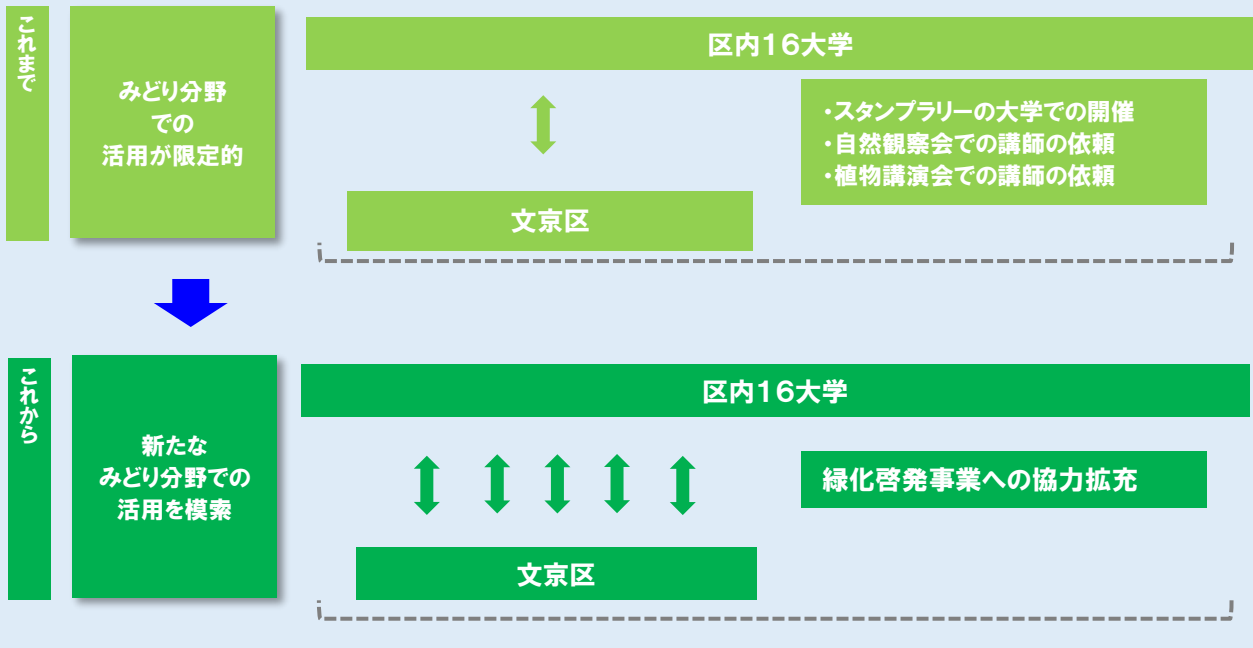 これまで
みどり分野
での
活用が限定的
区内16大学
・スタンプラリーの大学での開催
・自然観察会での講師の依頼
・植物講演会での講師の依頼
文京区
これから
新たな
みどり分野での
活用を模索
区内16大学
緑化啓発事業への協力拡充
文京区